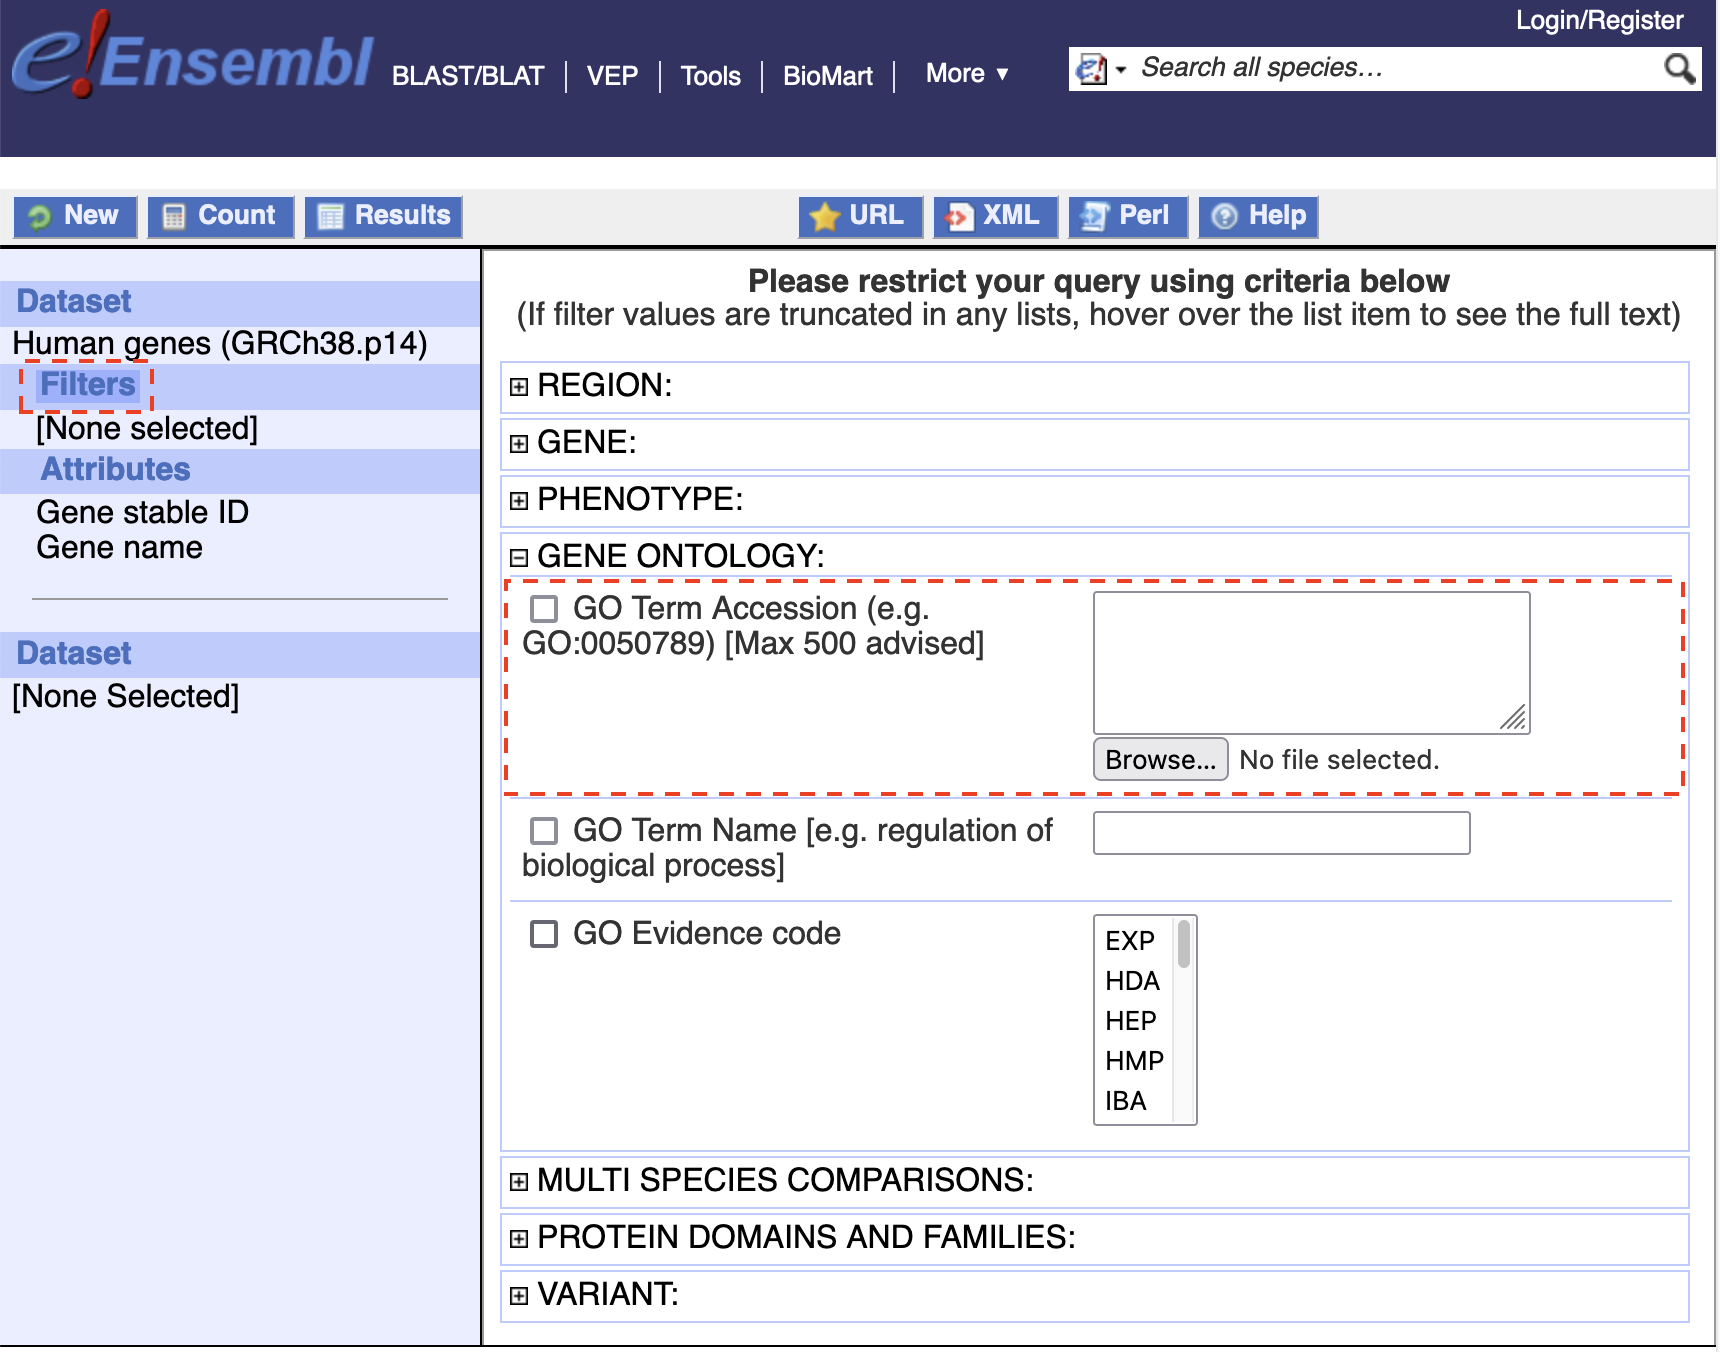 Login/Register
e!Ensembl
BLAST/BLAT
VEP
Tools
BioMart
More ▼
Search all species…
New
Count
Results
URL
XML
Perl
Help
Dataset
Human genes (GRCh38.p14)
Filters
[None selected]
Attributes
Gene stable ID
Gene name
Dataset
[None Selected]
Please restrict your query using criteria below
(If filter values are truncated in any lists, hover over the list item to see the full text)
REGION:
GENE:
PHENOTYPE:
GENE ONTOLOGY:
GO Term Accession (e.g.
GO:0050789) [Max 500 advised]
Browse... No file selected.
GO Term Name [e.g. regulation of
biological process]
GO Evidence code
EXP
HDA
HEP
HMP
IBA
MULTI SPECIES COMPARISONS:
PROTEIN DOMAINS AND FAMILIES:
VARIANT: